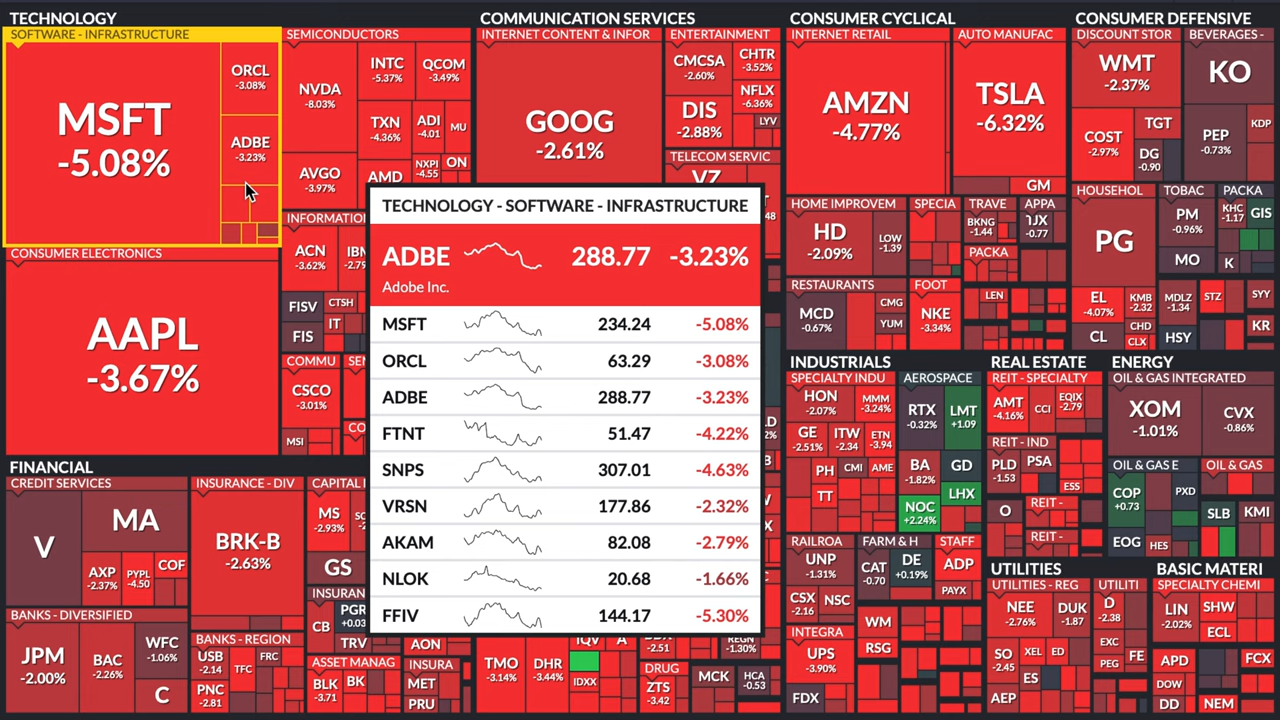 TECHNOLOGY
SOFTWARE - INFRASTRUCTURE
MSFT
-5.08%
ORCL
-3.08%
ADBE
-3.23%
SEMICONDUCTORS
NVDA
-8.03%
INTC
-5.37%
QCOM
-3.49%
TXN
-4.36%
ADI
-4.01
MU
AVGO
-3.97%
AMD
NXPI
-4.55
ON
INFORMATION
ACN
-3.62%
IBN
-2.79
FISV
CTSH
FIS
IT
COMMU
SEN
CSCO
-3.01%
MSI
CO
CONSUMER ELECTRONICS
AAPL
-3.67%
COMMUNICATION SERVICES
INTERNET CONTENT & INFOR
GOOG
-2.61%
ENTERTAINMENT
CMCSA
-2.60%
CHTR
-3.52%
DIS
-2.88%
NFLX
-6.36%
LYV
TELECOM SERVIC
VZ
TECHNOLOGY - SOFTWARE - INFRASTRUCTURE
ADBE 288.77 -3.23%
Adobe Inc.
MSFT 234.24 -5.08%
ORCL 63.29 -3.08%
ADBE 288.77 -3.23%
FTNT 51.47 -4.22%
SNPS 307.01 -4.63%
VRSN 177.86 -2.32%
AKAM 82.08 -2.79%
NLOK 20.68 -1.66%
FFIV 144.17 -5.30%
CONSUMER CYCLICAL
INTERNET RETAIL
AMZN
-4.77%
AUTO MANUFAC
TSLA
-6.32%
GM
HOME IMPROVEM
HD
-2.09%
LOW
-1.39
SPECIA
TRAVE
BKNG
-1.44
APPA
TJX
-0.77
PACKA
RESTAURANTS
MCD
-0.67%
CMG
YUM
FOOT
NKE
-3.34%
LEN
CONSUMER DEFENSIVE
DISCOUNT STOR
WMT
-2.37%
COST
-2.97%
TGT
DG
-0.90
BEVERAGES -
KO
PEP
-0.73%
KDP
HOUSEHOL
PG
EL
-4.07%
KMB
-2.32
CL
CHD
CLX
TOBAC
PM
-0.96%
MO
PACKA
KHC
-1.17
GIS
K
MDLZ
-1.34
STZ
SYY
HSY
KR
FINANCIAL
CREDIT SERVICES
V
MA
AXP
-2.37%
PYPL
-4.50
COF
INSURANCE - DIV
BRK-B
-2.63%
CAPITAL
MS
-2.93%
GS
BANKS - DIVERSIFIED
JPM
-2.00%
BAC
-2.26%
WFC
-1.06%
C
BANKS - REGION
USB
-2.14
TFC
FRC
PNC
-2.81
INSURAN
CB
PGR
+0.03
TRV
AON
ASSET MANAG
BLK
-3.71
BK
INSURA
MET
PRU
TMO
-3.14%
DHR
-3.44%
IQV
A
IDXX
-2.51
REGN
-1.30%
DRUG
ZTS
-3.42
MCK
HCA
-0.53
INDUSTRIALS
SPECIALTY INDU
HON
-2.07%
MMM
-3.24%
GE
-2.51%
ITW
-2.34
ETN
-3.94
PH
CMI
AME
TT
AEROSPACE
RTX
-0.32%
LMT
+1.09
BA
-1.82%
GD
NOC
+2.24%
LHX
RAILROA
UNP
-1.31%
CSX
-2.16
NSC
FARM & H
CAT
-0.70
DE
+0.19%
STAFF
ADP
PAYX
INTEGRA
UPS
-3.90%
FDX
WM
RSG
REAL ESTATE
REIT - SPECIALTY
AMT
-4.16%
CCI
EQIX
-2.79
REIT - IND
PLD
-1.53
PSA
ESS
O
REIT -
REIT -
ENERGY
OIL & GAS INTEGRATED
XOM
-1.01%
CVX
-0.86%
OIL & GAS E
COP
+0.73
PXD
EOG
HES
OIL & GAS
SLB
KMI
UTILITIES
UTILITIES - REG
NEE
-2.76%
DUK
-1.87
SO
-2.45
XEL
ED
ES
AEP
UTILITI
D
-2.38
EXC
PEG
FE
BASIC MATERI
SPECIALTY CHEMI
LIN
-2.02%
SHW
ECL
APD
DOW
DD
FCX
NEM